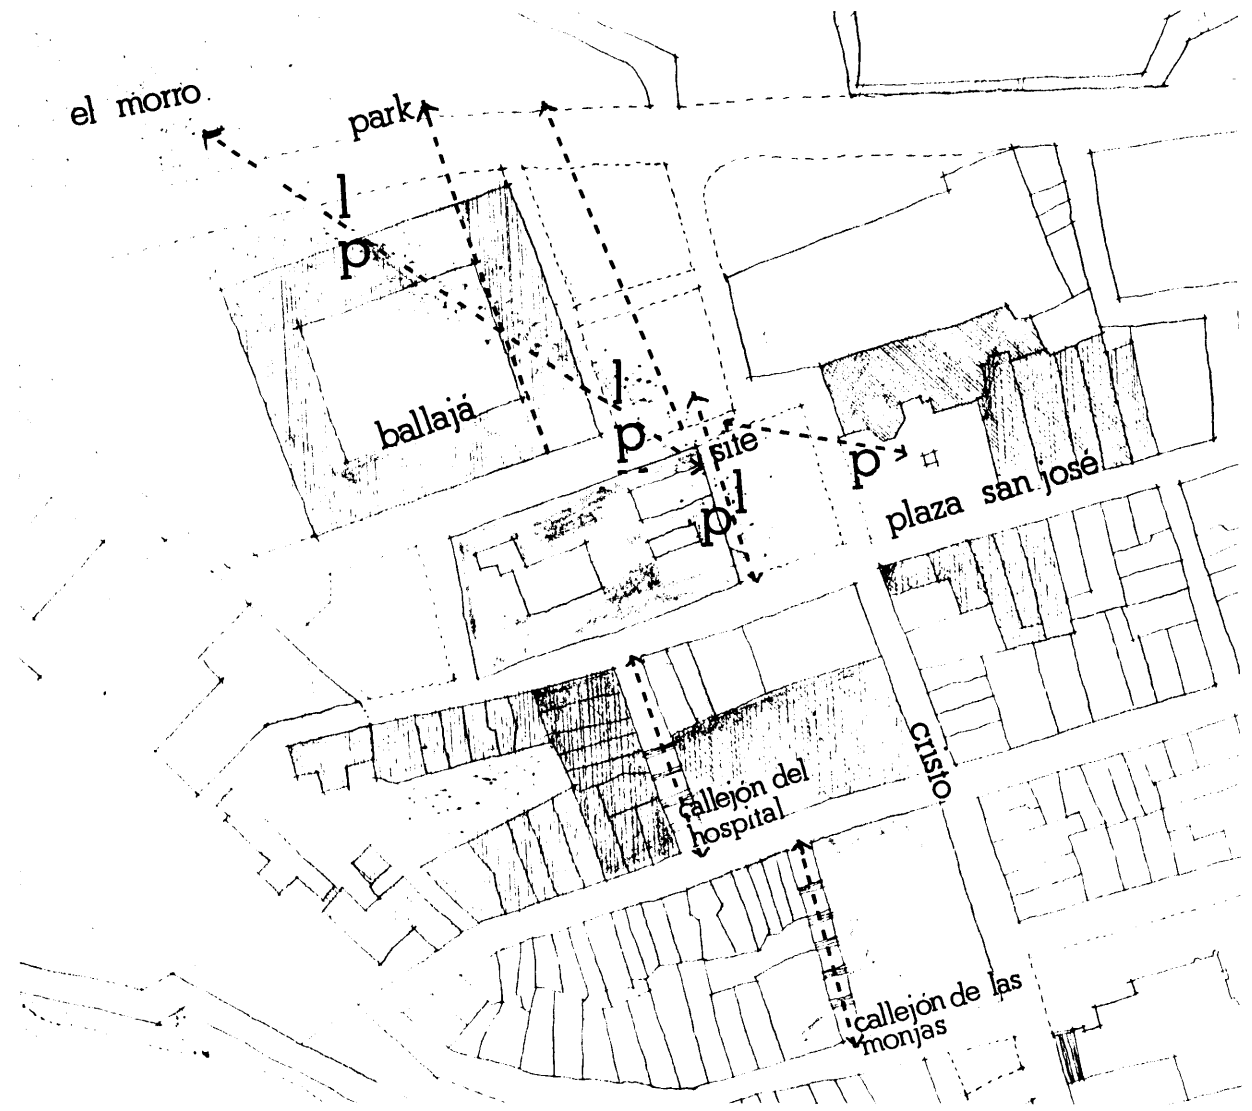 el morro
park
l
p
l
p
ballajá
site
p
l
p
plaza san josé
cristo
callejón del
hospital
callejón de las
monjas